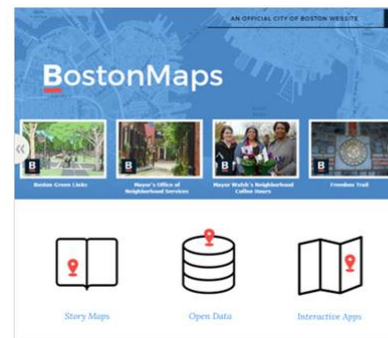 AN OFFICIAL CITY OF BOSTON WEBSITE
BostonMaps
B
B
B
B
Boston Green Links
Mayor's Office of
Neighborhood Services
Mayor Walsh's Neighborhood
Coffee Hours
Freedom Trail
Story Maps
Open Data
Interactive Apps